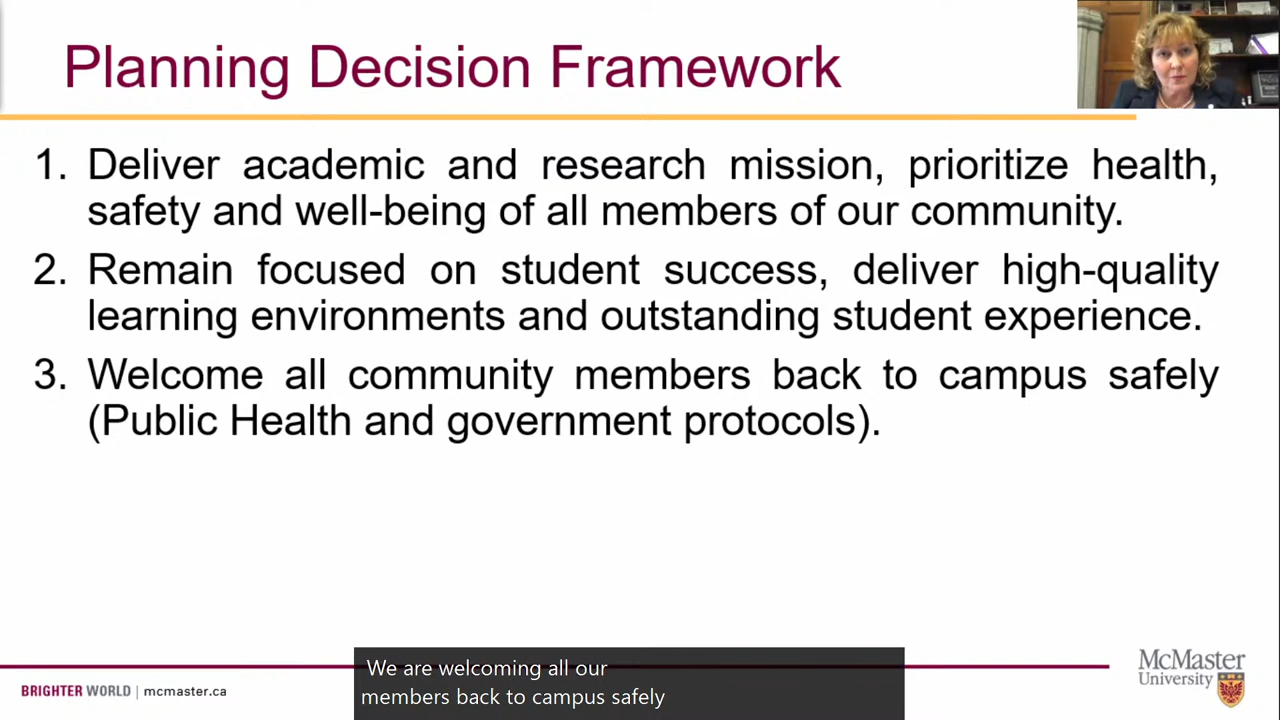 Planning Decision Framework
1. Deliver academic and research mission, prioritize health,
safety and well-being of all members of our community.
2. Remain focused on student success, deliver high-quality
learning environments and outstanding student experience.
3. Welcome all community members back to campus safely
(Public Health and government protocols).
We are welcoming all our
members back to campus safely
BRIGHTER WORLD | mcmaster.ca
McMaster
University